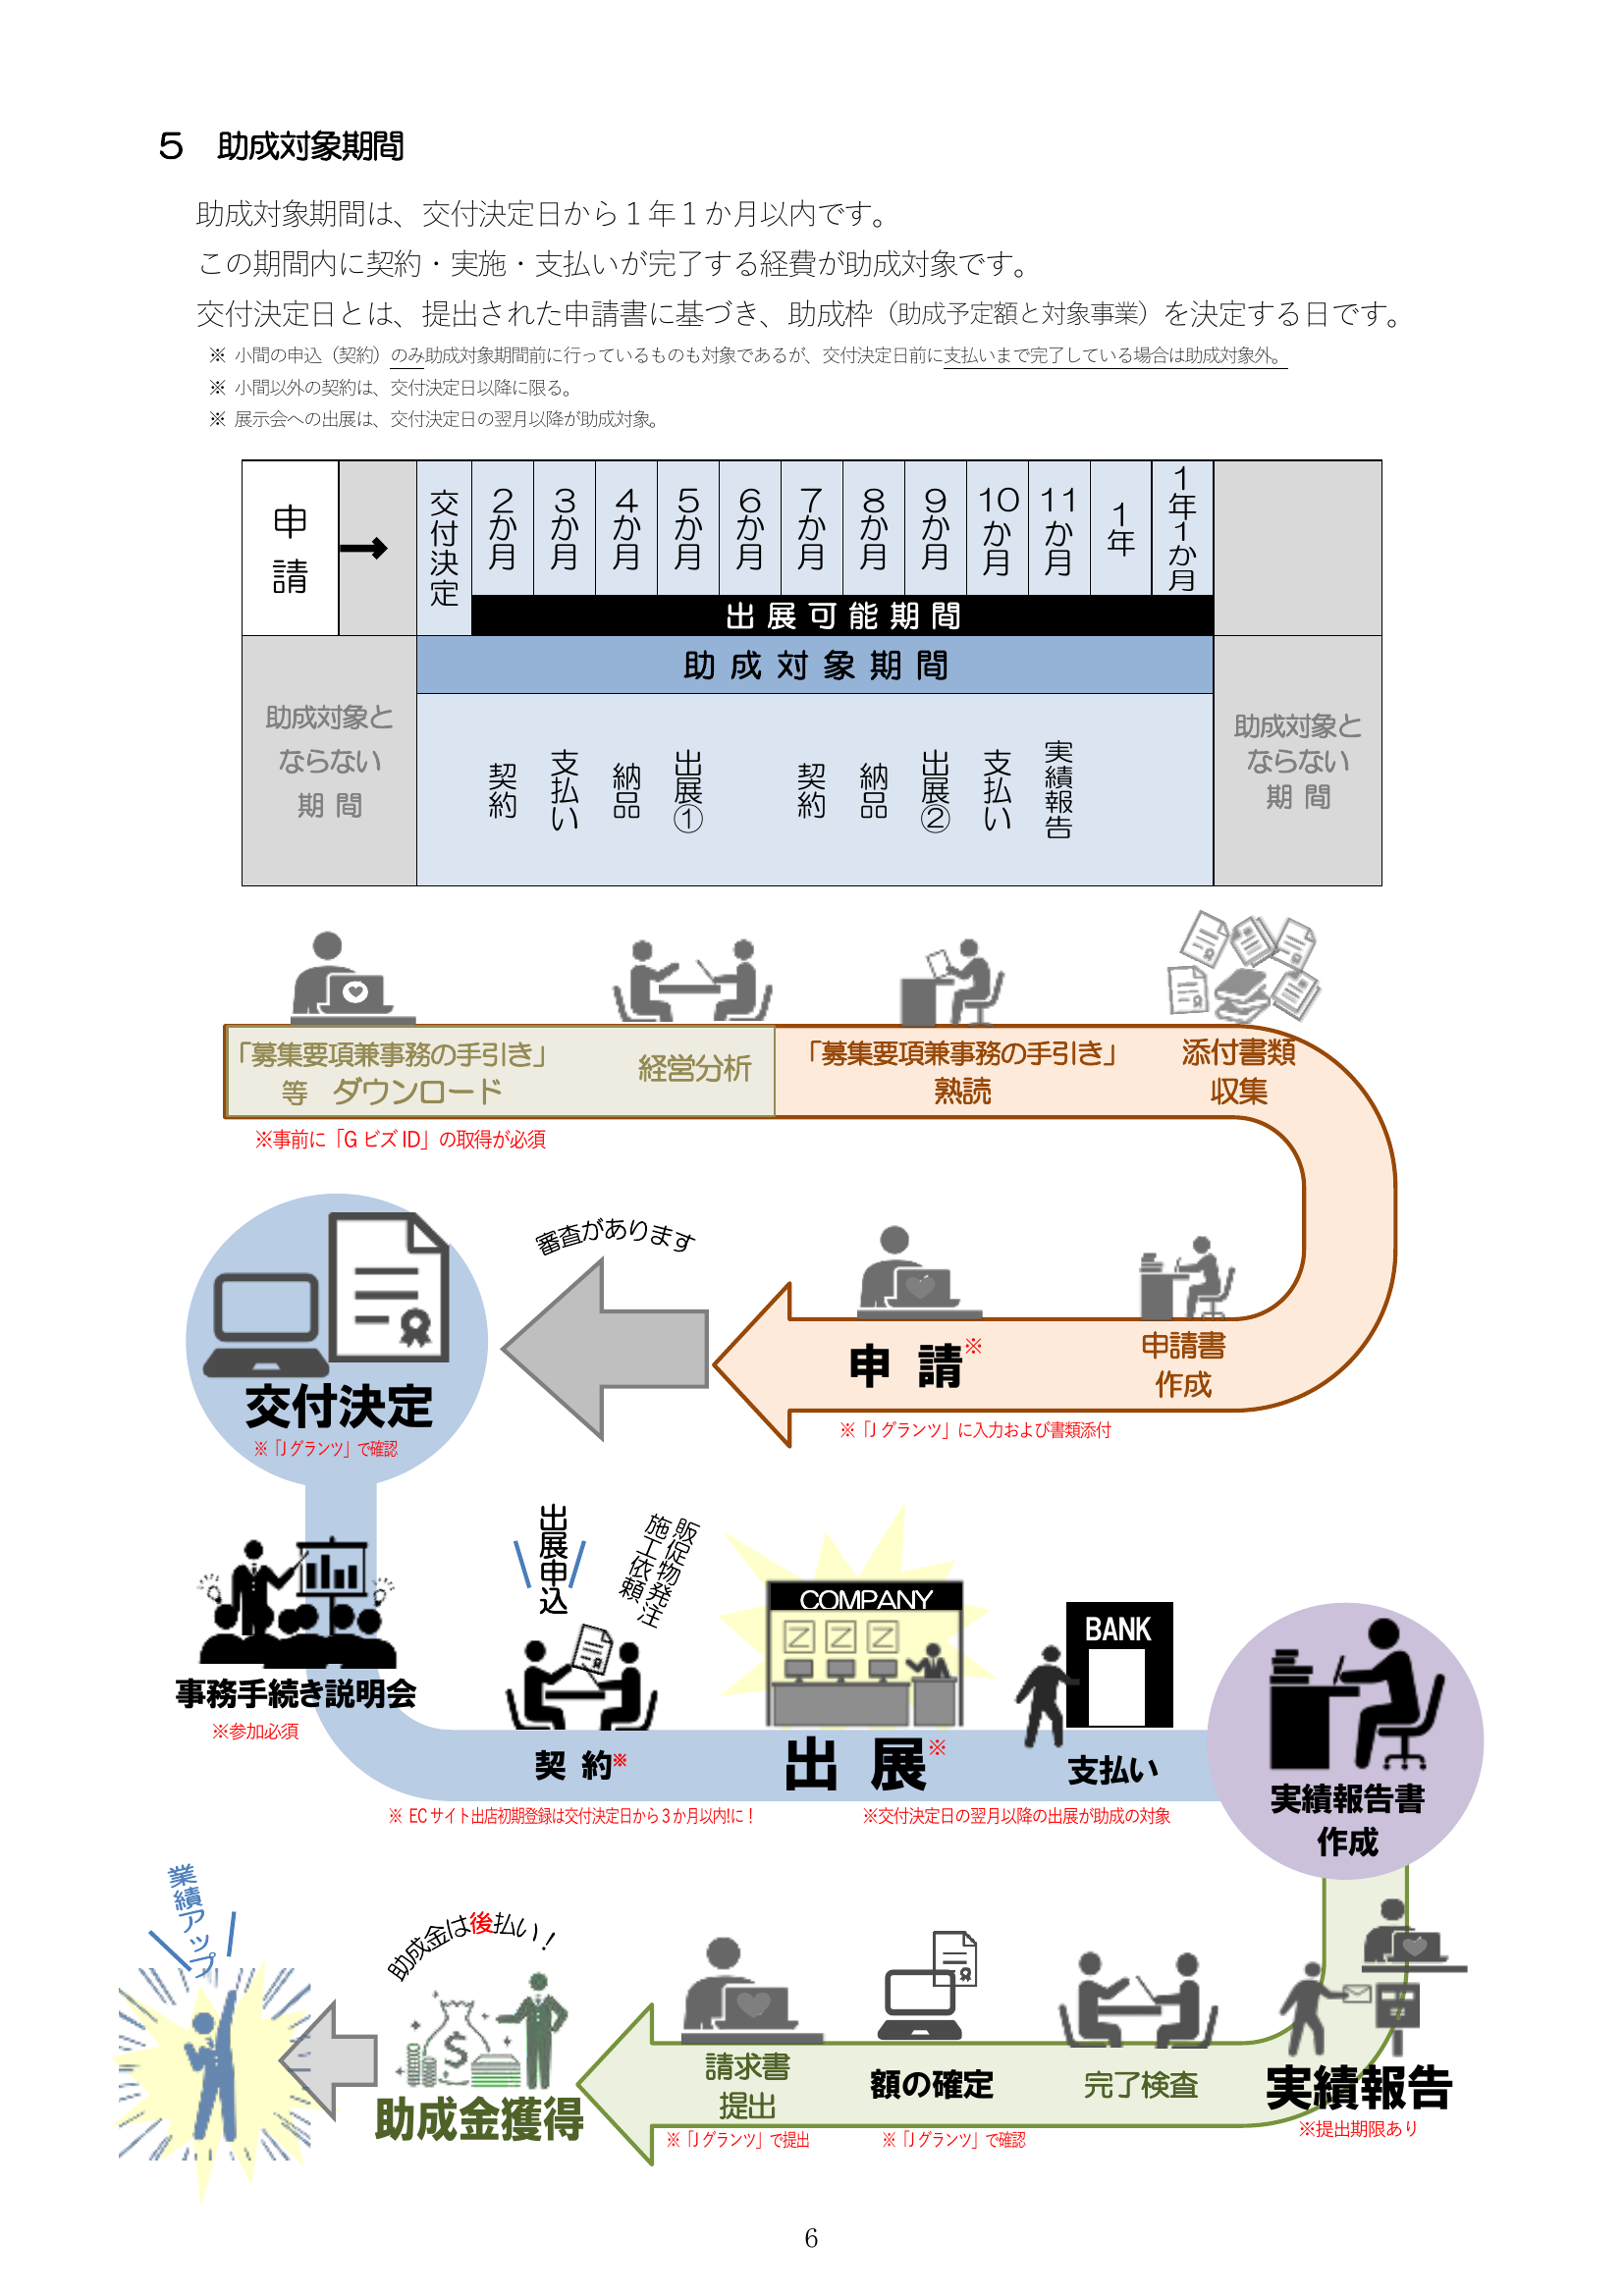 ５　助成対象期間
助成対象期間は、交付決定日から１年１か月以内です。
この期間内に契約・実施・支払いが完了する経費が助成対象です。
交付決定日とは、提出された申請書に基づき、助成枠（助成予定額と対象事業）を決定する日です。
※ 小間の申込（契約）のみ助成対象期間前に行っているものも対象であるが、交付決定日前に支払いまで完了している場合は助成対象外。
※ 小間以外の契約は、交付決定日以降に限る。
※ 展示会への出展は、交付決定日の翌月以降が助成対象。
申請
交付決定
２か月
３か月
４か月
５か月
６か月
７か月
８か月
９か月
10か月
11か月
１年
１年１か月
出展可能期間
助成対象期間
助成対象と
ならない
期 間
契約
支払い
納品
出展①
契約
納品
出展②
支払い
実績報告
助成対象と
ならない
期 間
「募集要項兼事務の手引き」
等　ダウンロード
経営分析
「募集要項兼事務の手引き」
熟読
添付書類
収集
※事前に「G ビズ ID」の取得が必須
審査があります
交付決定
※「J グランツ」で確認
申 請※
申請書
作成
※「J グランツ」に入力および書類添付
出展申込
販促物発注
施工依頼
COMPANY
BANK
事務手続き説明会
※参加必須
契 約※
出 展※
支払い
実績報告書
作成
※ EC サイト出店初期登録は交付決定日から３か月以内に！
※交付決定日の翌月以降の出展が助成の対象
業績アップ
助成金は後払い！
$
助成金獲得
請求書
提出
額の確定
完了検査
実績報告
※「J グランツ」で提出
※「J グランツ」で確認
※提出期限あり
6